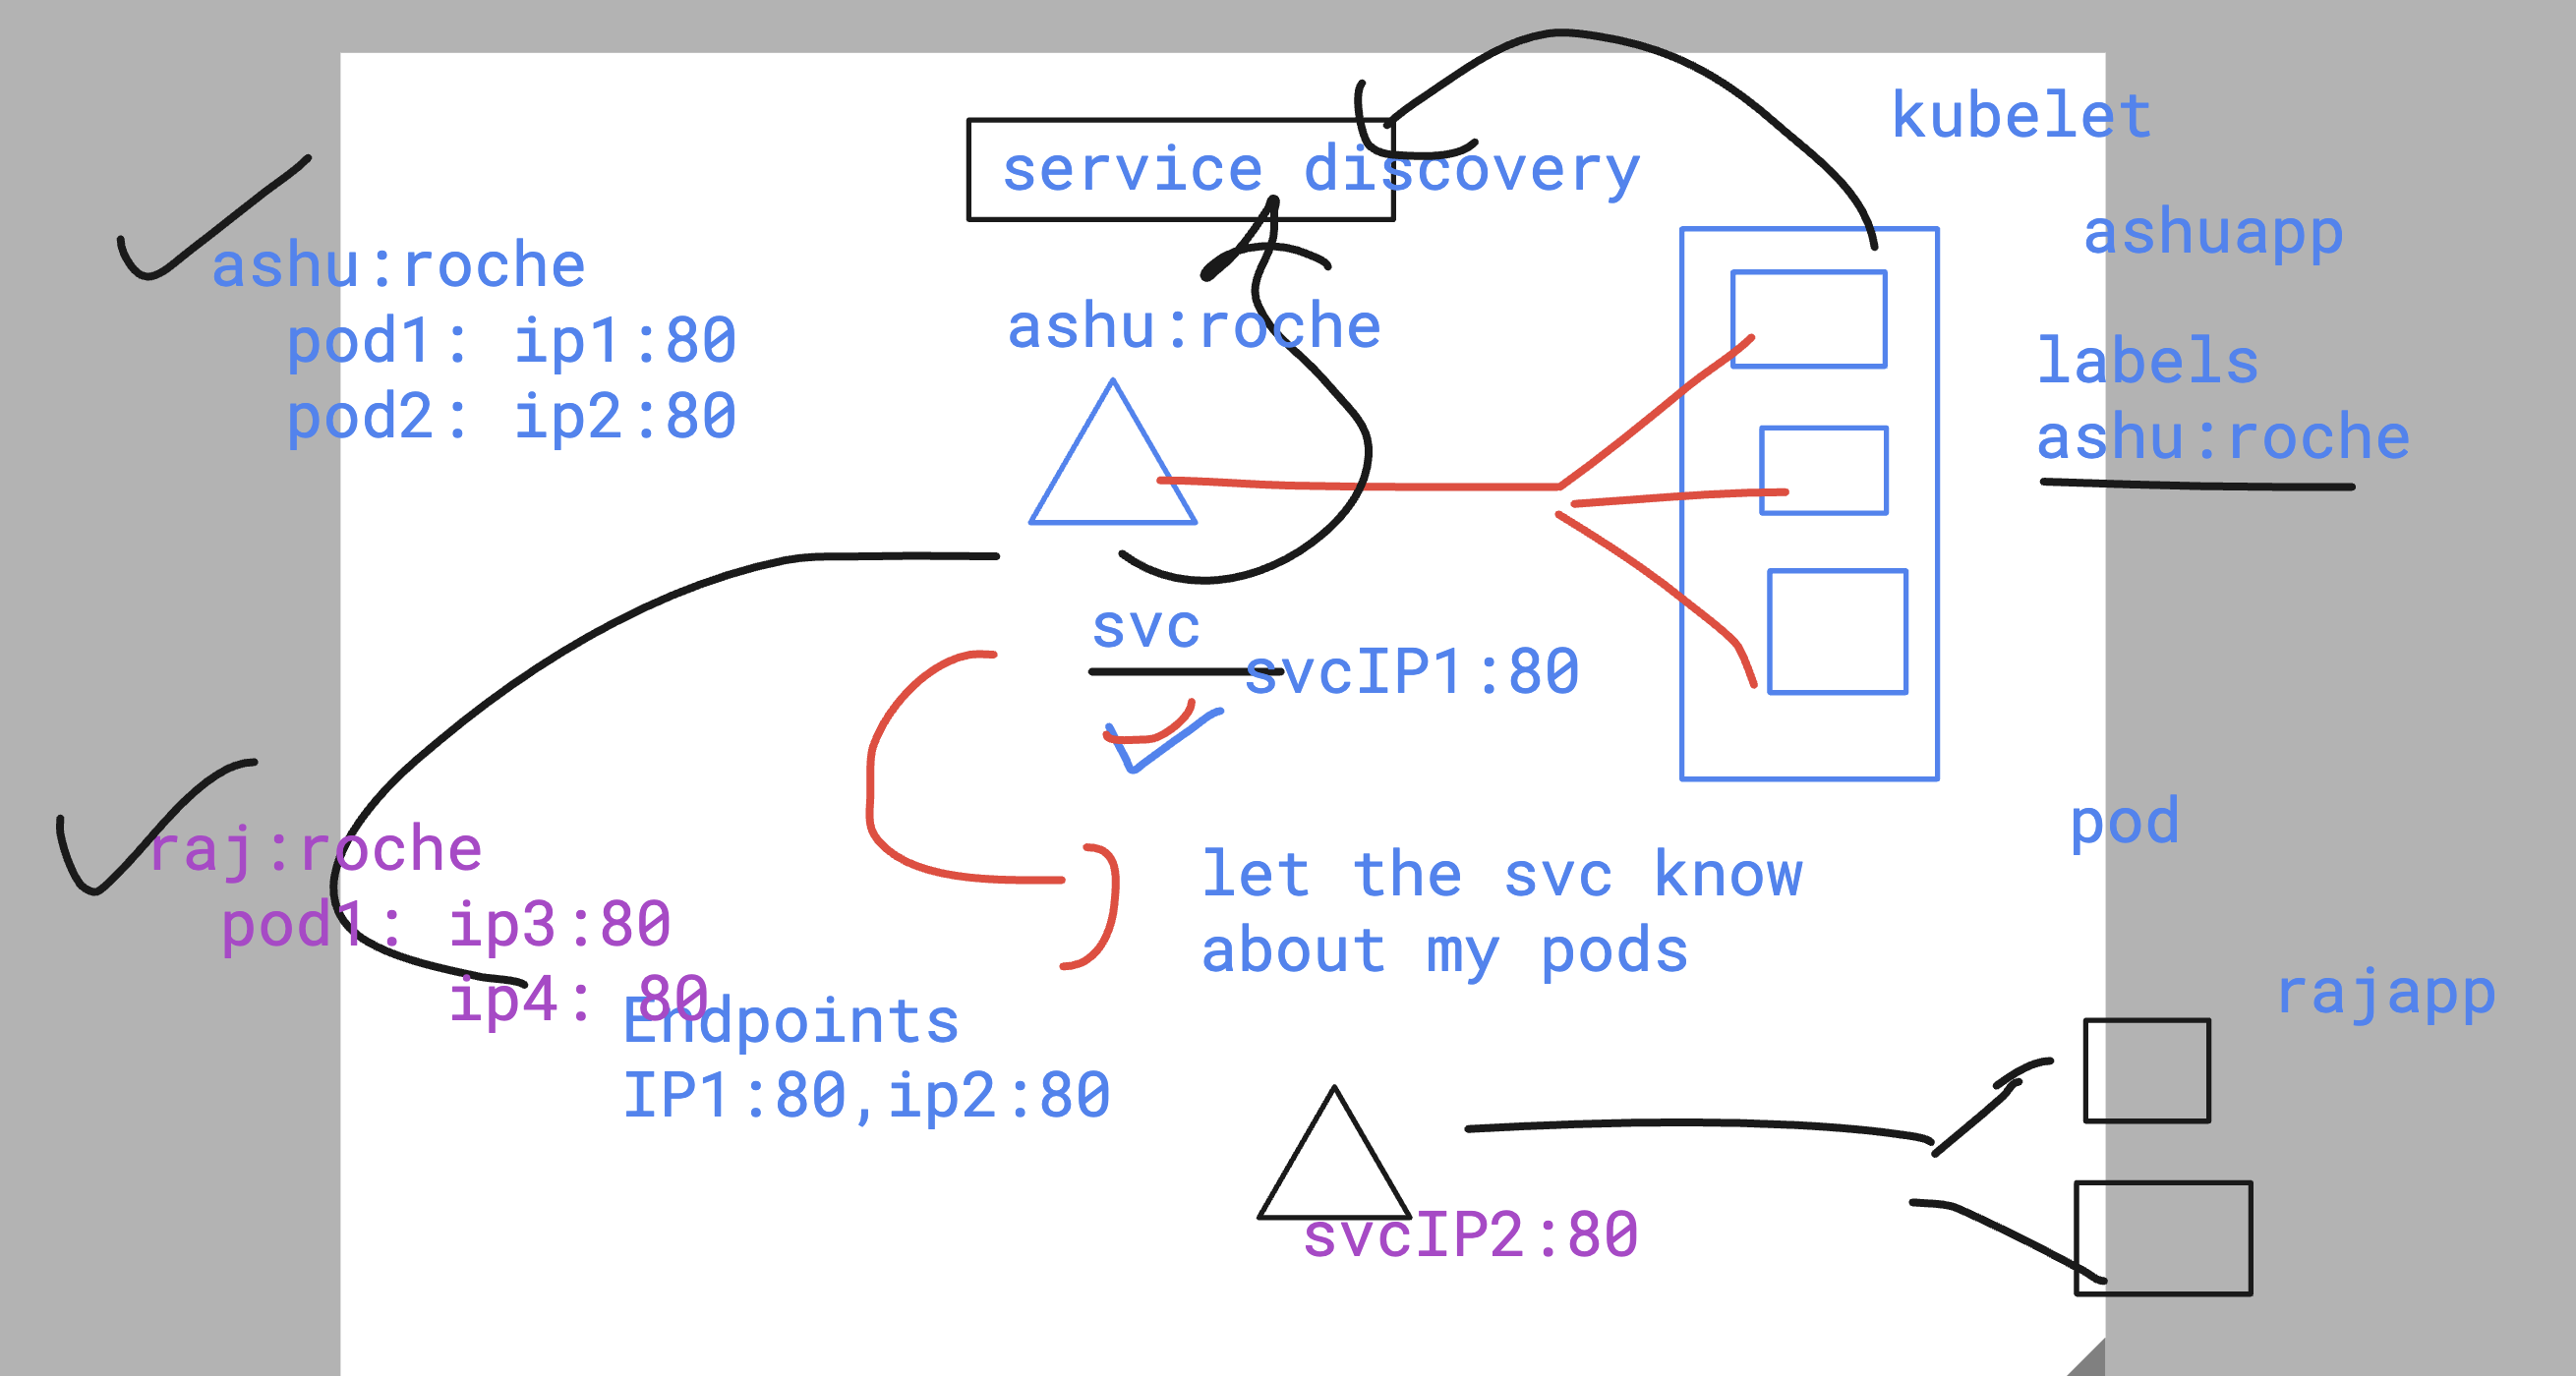 kubelet
service discovery
ashuapp
ashu:roche
pod1: ip1:80
pod2: ip2:80
ashu:roche
labels
ashu:roche
svc
svcIP1:80
raj:roche
pod1: ip3:80
ip4: 80
let the svc know
about my pods
pod
rajapp
Endpoints
IP1:80,ip2:80
svcIP2:80